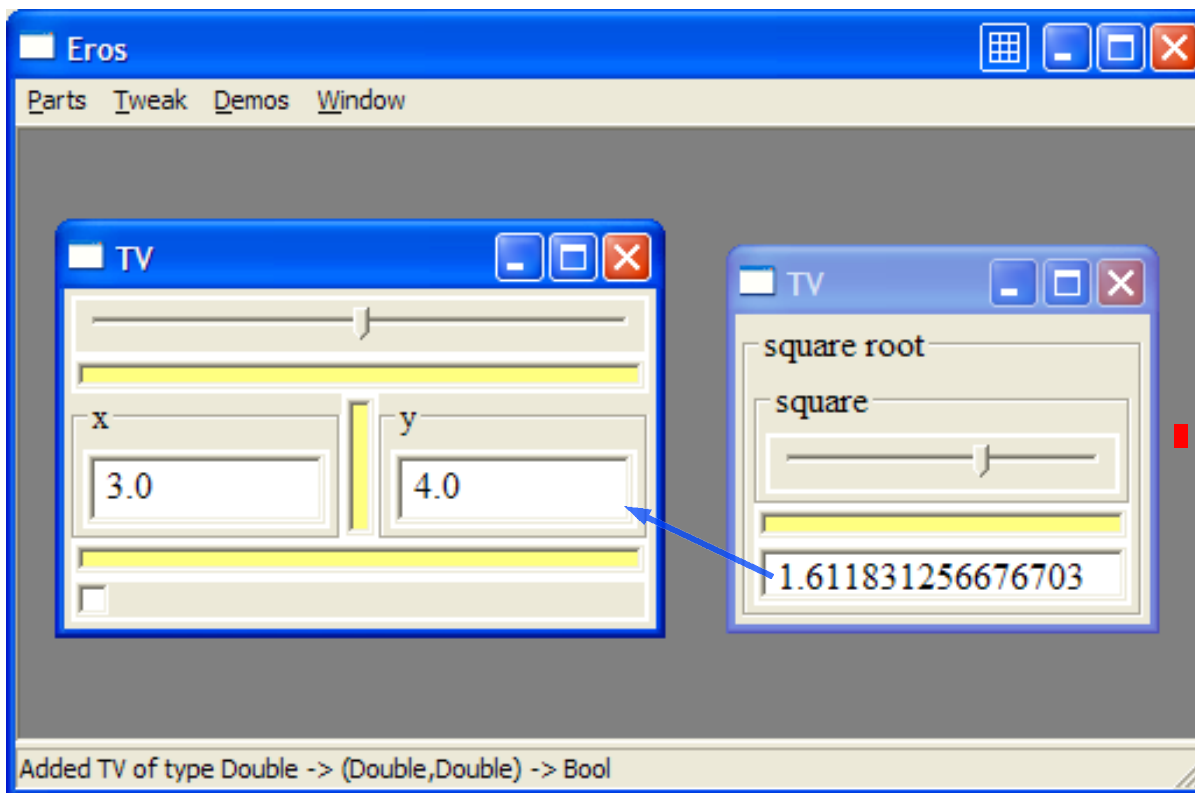 Eros
Parts Tweak Demos Window
TV
x y
3.0 4.0
TV
square root
square
1.611831256676703
Added TV of type Double -> (Double,Double) -> Bool